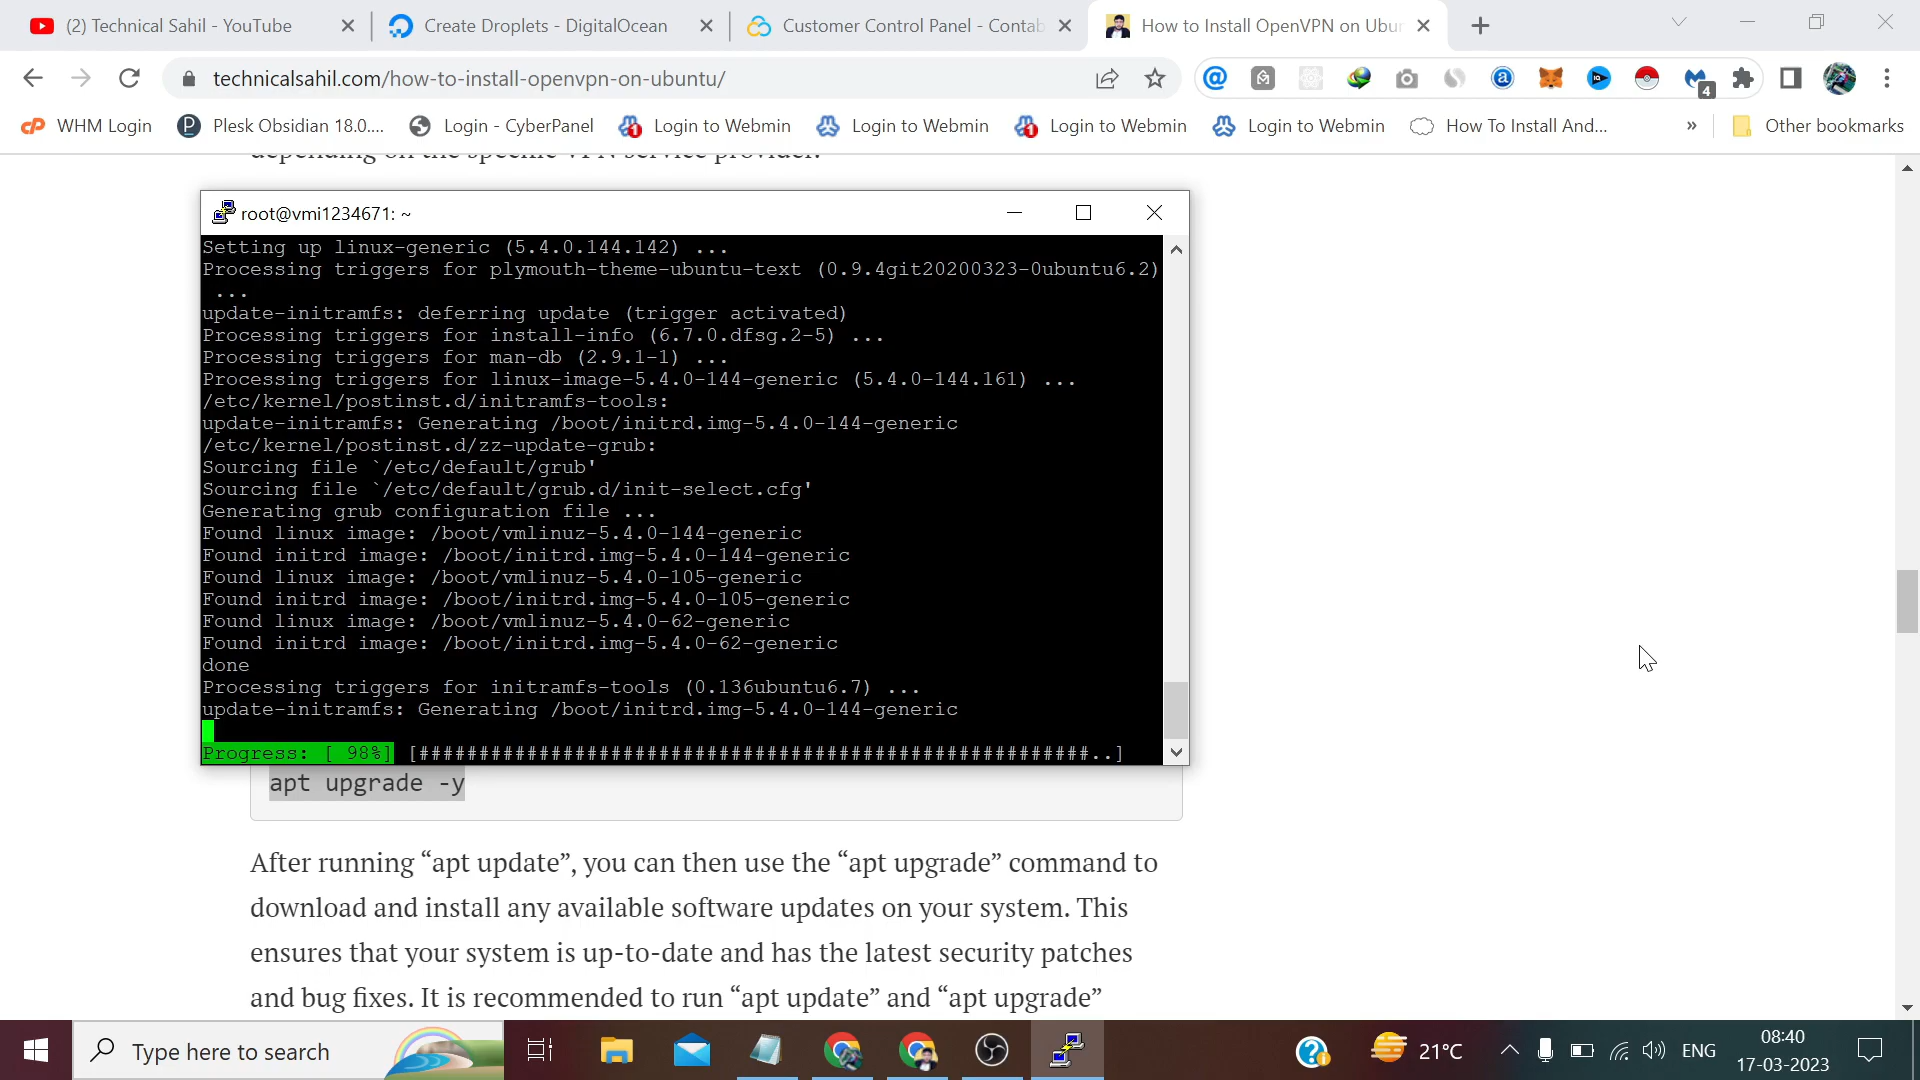 (2) Technical Sahil - YouTube
Create Droplets - DigitalOcean
Customer Control Panel - Contab
How to Install OpenVPN on Ubun
technicalsahil.com/how-to-install-openvpn-on-ubuntu/
4
WHM Login
Plesk Obsidian 18.0....
Login - CyberPanel
Login to Webmin
Login to Webmin
Login to Webmin
Login to Webmin
How To Install And...
»
Other bookmarks
depending on the specific VPN service provider.
root@vmi1234671: ~
Setting up linux-generic (5.4.0.144.142) ...
Processing triggers for plymouth-theme-ubuntu-text (0.9.4git20200323-0ubuntu6.2)
 ...
update-initramfs: deferring update (trigger activated)
Processing triggers for install-info (6.7.0.dfsg.2-5) ...
Processing triggers for man-db (2.9.1-1) ...
Processing triggers for linux-image-5.4.0-144-generic (5.4.0-144.161) ...
/etc/kernel/postinst.d/initramfs-tools:
update-initramfs: Generating /boot/initrd.img-5.4.0-144-generic
/etc/kernel/postinst.d/zz-update-grub:
Sourcing file `/etc/default/grub'
Sourcing file `/etc/default/grub.d/init-select.cfg'
Generating grub configuration file ...
Found linux image: /boot/vmlinuz-5.4.0-144-generic
Found initrd image: /boot/initrd.img-5.4.0-144-generic
Found linux image: /boot/vmlinuz-5.4.0-105-generic
Found initrd image: /boot/initrd.img-5.4.0-105-generic
Found linux image: /boot/vmlinuz-5.4.0-62-generic
Found initrd image: /boot/initrd.img-5.4.0-62-generic
done
Processing triggers for initramfs-tools (0.136ubuntu6.7) ...
update-initramfs: Generating /boot/initrd.img-5.4.0-144-generic
Progress: [ 98%] [########################################################..]
apt upgrade -y
After running “apt update”, you can then use the “apt upgrade” command to
download and install any available software updates on your system. This
ensures that your system is up-to-date and has the latest security patches
and bug fixes. It is recommended to run “apt update” and “apt upgrade”
Type here to search
21°C
ENG
08:40
17-03-2023